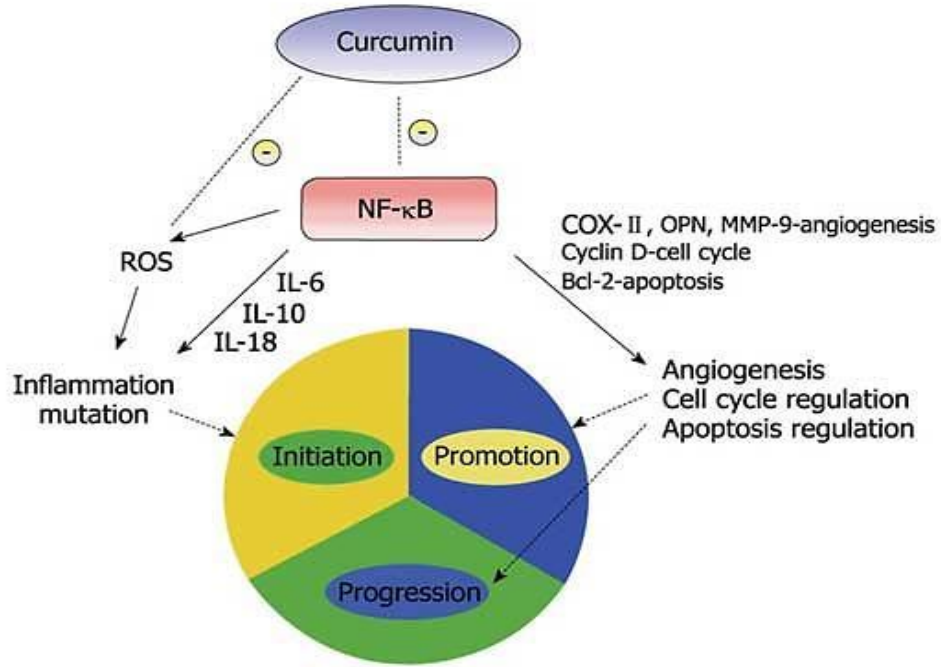 Curcumin
-
-
NF-κB
COX-Ⅱ, OPN, MMP-9-angiogenesis
Cyclin D-cell cycle
Bcl-2-apoptosis
ROS
IL-6
IL-10
IL-18
Inflammation
mutation
Angiogenesis
Cell cycle regulation
Apoptosis regulation
Initiation
Promotion
Progression